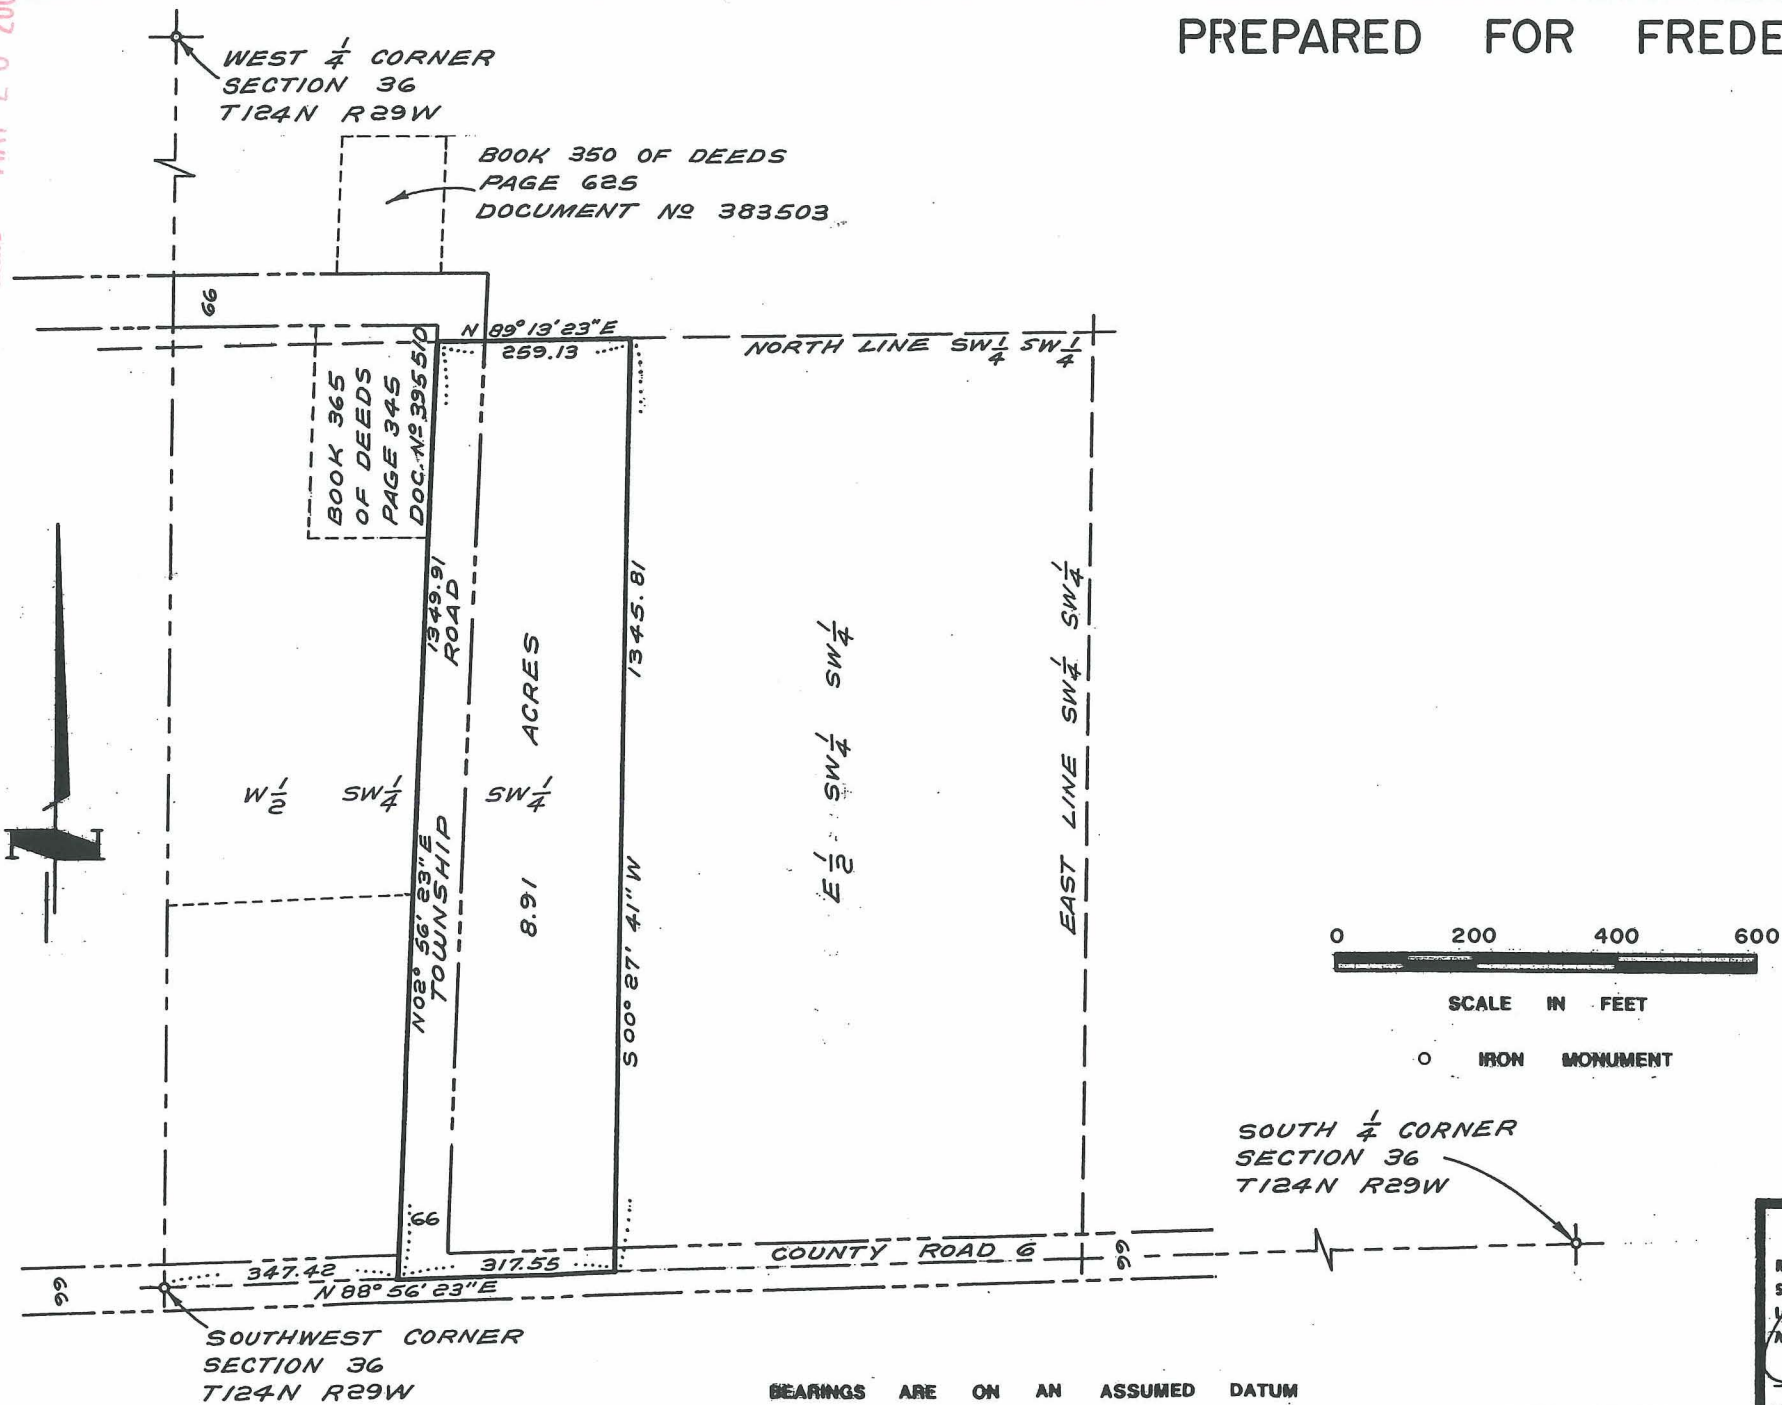 PREPARED FOR
WEST 1/4 CORNER
SECTION 36
T124N R29W
BOOK 350 OF DEEDS
PAGE 625
DOCUMENT Nº 383503
66
N 89° 13' 23" E
259.13
NORTH LINE SW 1/4 SW 1/4
BOOK 365
OF DEEDS
PAGE 345
DOC. Nº 395510
1349.91
ROAD
1345.81
8.91 ACRES
W 1/2 SW 1/4 SW 1/4
E 1/2 SW 1/4 SW 1/4
EAST LINE SW 1/4 SW 1/4
N02° 56' 23" E
TOWNSHIP
S 00° 27' 41" W
N
0 200 400 600
SCALE IN FEET
o IRON MONUMENT
SOUTH 1/4 CORNER
SECTION 36
T124N R29W
66
COUNTY ROAD 6
66
66
347.42
317.55
N 88° 56' 23" E
SOUTHWEST CORNER
SECTION 36
T124N R29W
BEARINGS ARE ON AN ASSUMED DATUM